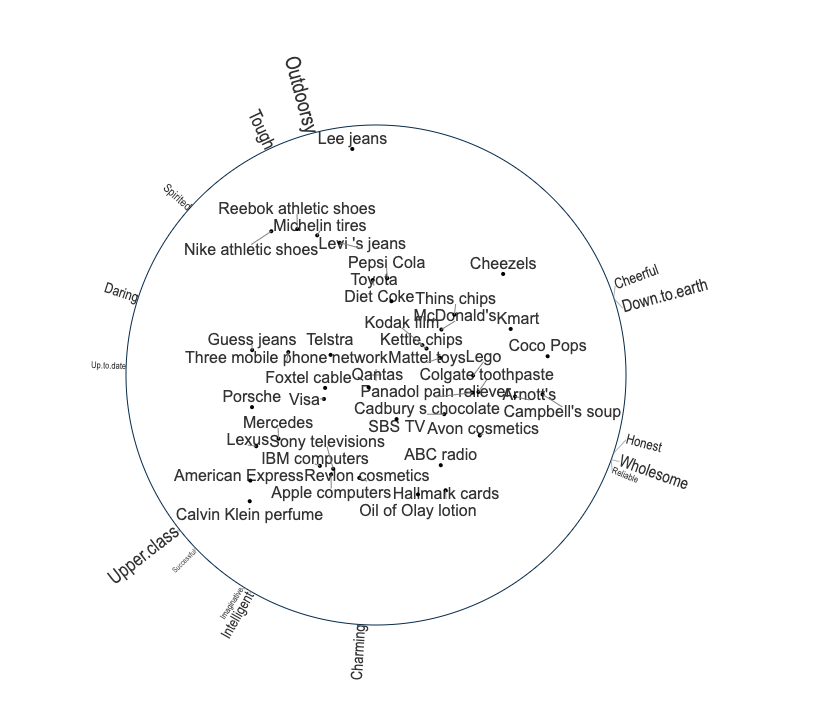 Outdoorsy
Tough
Lee jeans
Spirited
Reebok athletic shoes
Michelin tires
Nike athletic shoes
Levi 's jeans
Pepsi Cola
Cheezels
Cheerful
Toyota
Daring
Diet Coke
Thins chips
Down.to.earth
McDonald's
Kodak film
Kmart
Guess jeans
Telstra
Kettle chips
Coco Pops
Three mobile phone network
Mattel toys
Lego
Up.to.date
Foxtel cable
Qantas
Colgate toothpaste
Panadol pain reliever
Arnott's
Porsche
Visa
Cadbury s chocolate
Campbell's soup
Mercedes
SBS TV
Avon cosmetics
Lexus
Sony televisions
Honest
IBM computers
ABC radio
Wholesome
American Express
Revlon cosmetics
Reliable
Apple computers
Hallmark cards
Calvin Klein perfume
Oil of Olay lotion
Upper.class
Successful
Imaginative
Intelligent
Charming